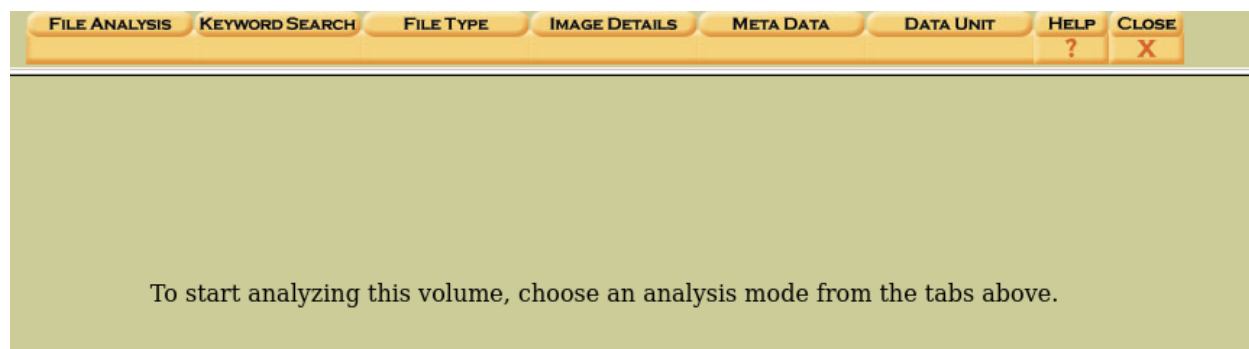 FILE ANALYSIS KEYWORD SEARCH FILE TYPE IMAGE DETAILS META DATA DATA UNIT HELP CLOSE
? X
To start analyzing this volume, choose an analysis mode from the tabs above.